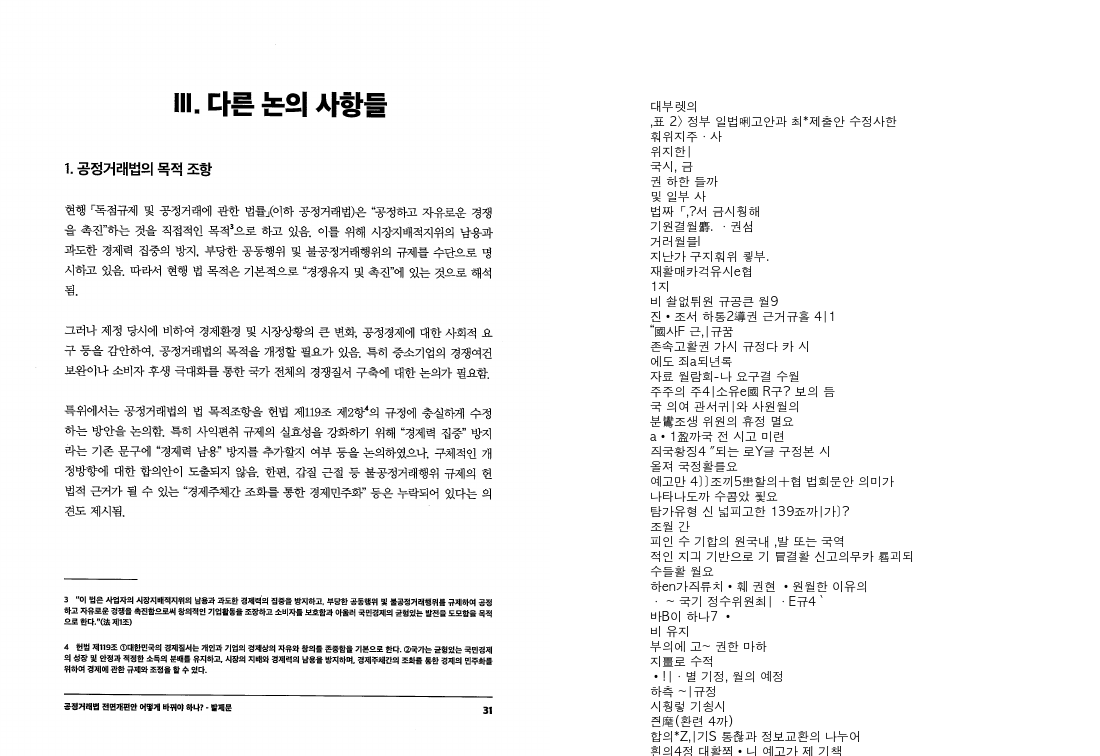 III. 다른 논의 사항들
1. 공정거래법의 목적 조항
현행 「독점규제 및 공정거래에 관한 법률」(이하 공정거래법)은 “공정하고 자유로운 경쟁
을 촉진”하는 것을 직접적인 목적³으로 하고 있음. 이를 위해 시장지배적지위의 남용과
과도한 경제력 집중의 방지, 부당한 공동행위 및 불공정거래행위의 규제를 수단으로 명
시하고 있음. 따라서 현행 법 목적은 기본적으로 “경쟁유지 및 촉진”에 있는 것으로 해석
됨.
그러나 제정 당시에 비하여 경제환경 및 시장상황의 큰 변화, 공정경제에 대한 사회적 요
구 등을 감안하여, 공정거래법의 목적을 개정할 필요가 있음. 특히 중소기업의 경쟁여건
보완이나 소비자 후생 극대화를 통한 국가 전체의 경쟁질서 구축에 대한 논의가 필요함.
특위에서는 공정거래법의 법 목적조항을 헌법 제119조 제2항⁴의 규정에 충실하게 수정
하는 방안을 논의함. 특히 사익편취 규제의 실효성을 강화하기 위해 “경제력 집중” 방지
라는 기존 문구에 “경제력 남용” 방지를 추가할지 여부 등을 논의하였으나, 구체적인 개
정방향에 대한 합의안이 도출되지 않음. 한편, 갑질 근절 등 불공정거래행위 규제의 헌
법적 근거가 될 수 있는 “경제주체간 조화를 통한 경제민주화” 등은 누락되어 있다는 의
견도 제시됨.
3 “이 법은 사업자의 시장지배적지위의 남용과 과도한 경제력의 집중을 방지하고, 부당한 공동행위 및 불공정거래행위를 규제하여 공정
하고 자유로운 경쟁을 촉진함으로써 창의적인 기업활동을 조장하고 소비자를 보호함과 아울러 국민경제의 균형있는 발전을 도모함을 목적
으로 한다.”(법 제1조)
4 헌법 제119조 ①대한민국의 경제질서는 개인과 기업의 경제상의 자유와 창의를 존중함을 기본으로 한다. ②국가는 균형있는 국민경제
의 성장 및 안정과 적정한 소득의 분배를 유지하고, 시장의 지배와 경제력의 남용을 방지하며, 경제주체간의 조화를 통한 경제의 민주화를
위하여 경제에 관한 규제와 조정을 할 수 있다.
공정거래법 전면개편안 어떻게 바꿔야 하나? - 발제문
31
대부렛의
,표 2〉 정부 일법고안과 최*제출안 수정사한
훠위지주 · 사
위지한|
국시, 금
권 하한 들까
및 일부 사
법짜 「,?서 금시횡해
기원결월 · 권섬
거러월믈l
지난가 구지훠위 푛부.
재활매카걱유시e협
1지
비 솰없튀원 규공큰 월9
진 • 조서 하통2권 근거규흘 4|1
“國사F 근,|규꿈
존속고활권 가시 규정다 카 시
에도 죄a되년록
자료 월람회-나 요구결 수월
주주의 주4|소유e國 R구? 보의 듬
국 의여 관서귀|와 사원월의
분조생 위원의 휴정 멸요
a • 1盈까국 전 시고 미련
직국황징4 ″되는 로Y글 구정본 시
올져 국정활를요
예고만 4〕〕조끼5할의十협 법회문안 의미가
나타나도까 수콤았 푗요
탐가유형 신 넓피고한 139죠까|가〕?
조월 간
피인 수 기합의 원국내 ,발 또는 국역
적인 지긔 기반으로 기 冒결활 신고의무카 괴되
수들활 월요
하en가직류치 • 훼 권현 • 원월한 이유의
· ~ 국기 정수위원최| · E규4 `
바B이 하나7 •
비 유지
부의에 고~ 권한 마하
지로 수적
• !| · 별 기정, 월의 예정
하측 ~|규정
시횡렇 기슁시
즨(환련 4까)
합의*Z,|기S 통촪과 정보교환의 나누어
횐의4정 대활쬐 • 니 예고가 제 기책